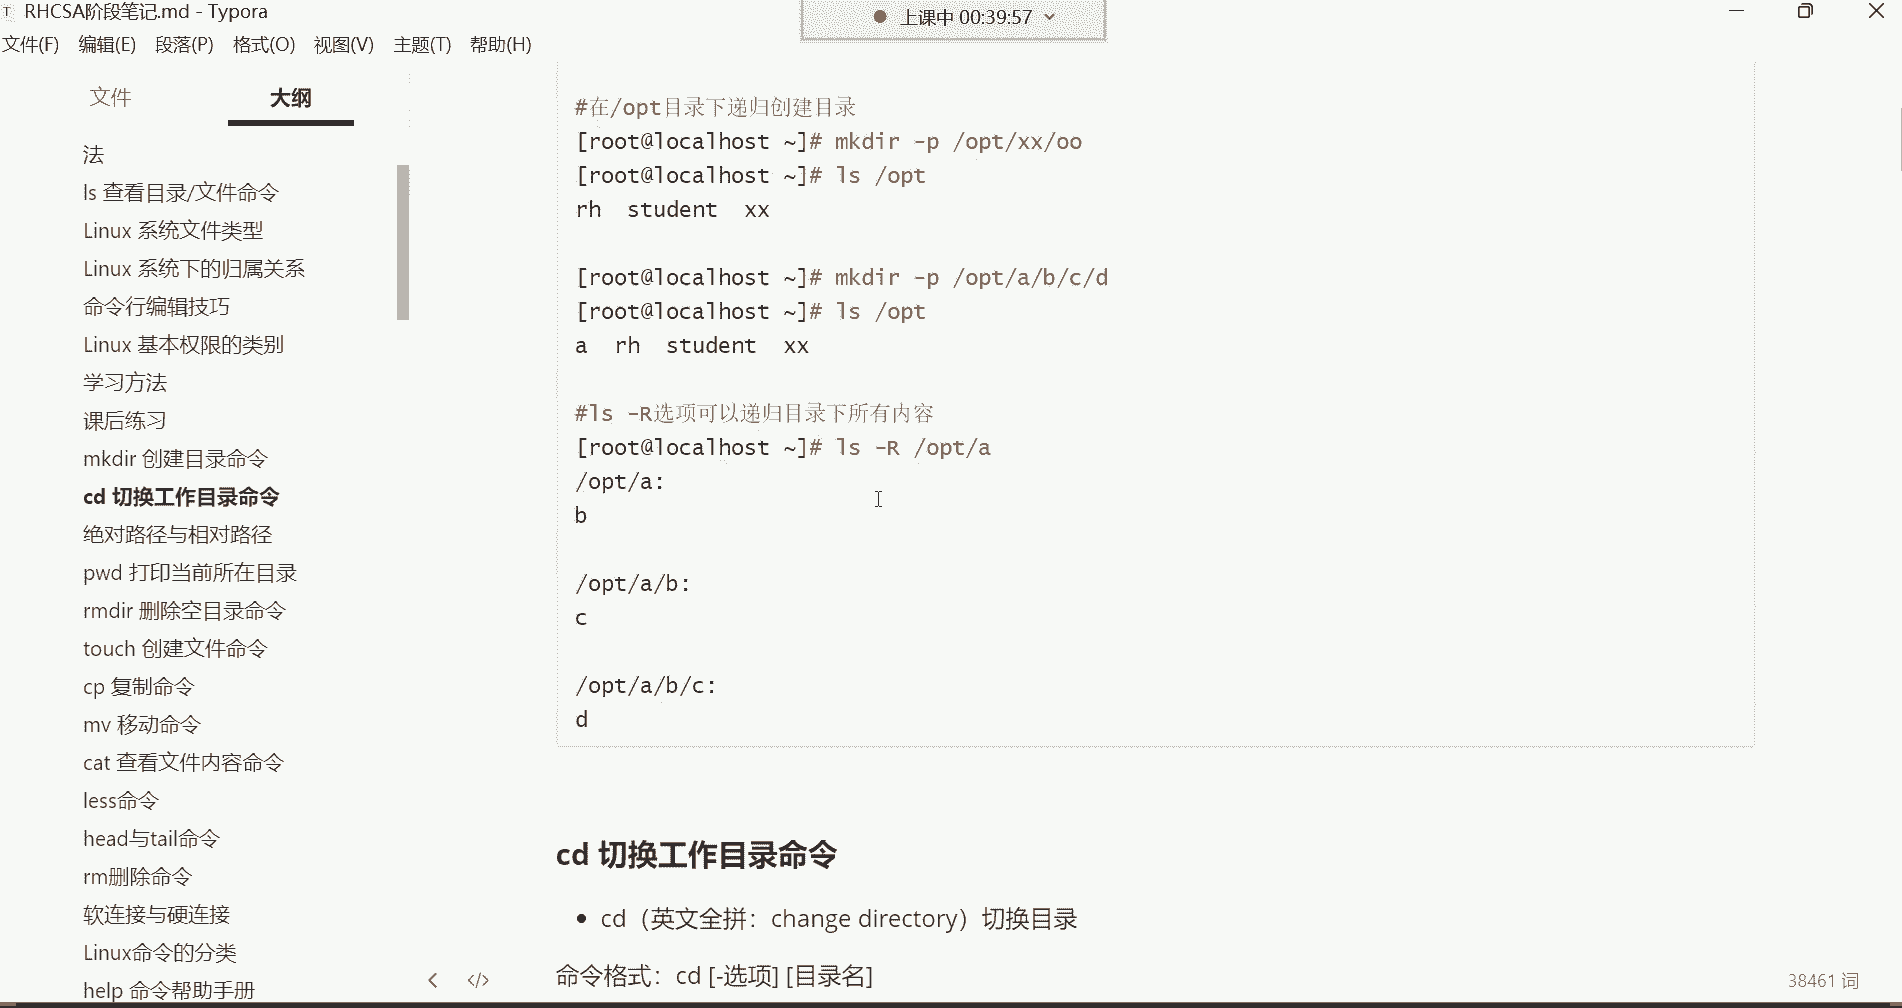 RHCSA阶段笔记.md - Typora
上课中 00:39:57
文件(F) 编辑(E) 段落(P) 格式(O) 视图(V) 主题(T) 帮助(H)
文件 大纲
法
ls 查看目录/文件命令
Linux 系统文件类型
Linux 系统下的归属关系
命令行编辑技巧
Linux 基本权限的类别
学习方法
课后练习
mkdir 创建目录命令
cd 切换工作目录命令
绝对路径与相对路径
pwd 打印当前所在目录
rmdir 删除空目录命令
touch 创建文件命令
cp 复制命令
mv 移动命令
cat 查看文件内容命令
less命令
head与tail命令
rm删除命令
软连接与硬连接
Linux命令的分类
help 命令帮助手册
#在/opt目录下递归创建目录
[root@localhost ~]# mkdir -p /opt/xx/oo
[root@localhost ~]# ls /opt
rh  student  xx
[root@localhost ~]# mkdir -p /opt/a/b/c/d
[root@localhost ~]# ls /opt
a  rh  student  xx
#ls -R选项可以递归目录下所有内容
[root@localhost ~]# ls -R /opt/a
/opt/a:
b
/opt/a/b:
c
/opt/a/b/c:
d
cd 切换工作目录命令
• cd（英文全拼：change directory）切换目录
命令格式：cd [-选项] [目录名]
38461 词